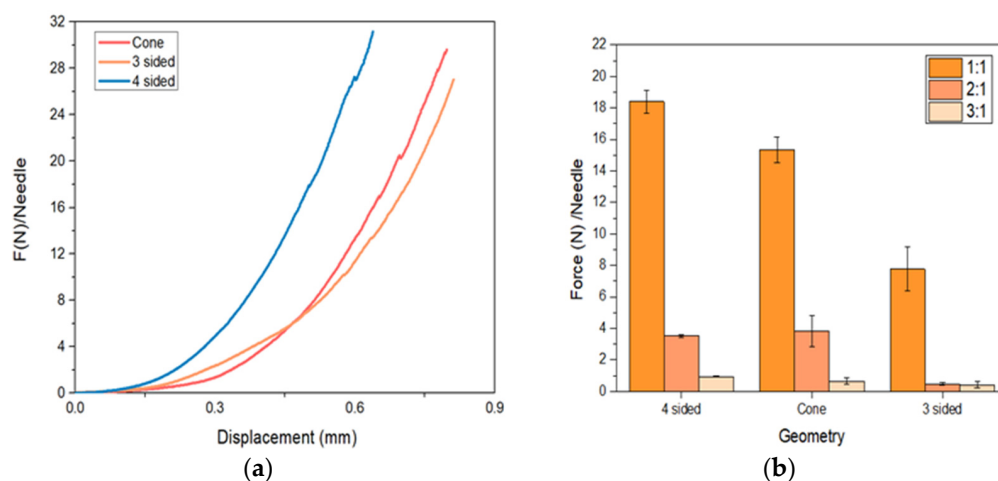 32
28
24
20
16
12
8
4
0
F(N)/Needle
Cone
3 sided
4 sided
0.0
0.3
0.6
0.9
Displacement (mm)
(a)
22
20
18
16
14
12
10
8
6
4
2
0
Force (N) /Needle
1:1
2:1
3:1
4 sided
Cone
3 sided
Geometry
(b)